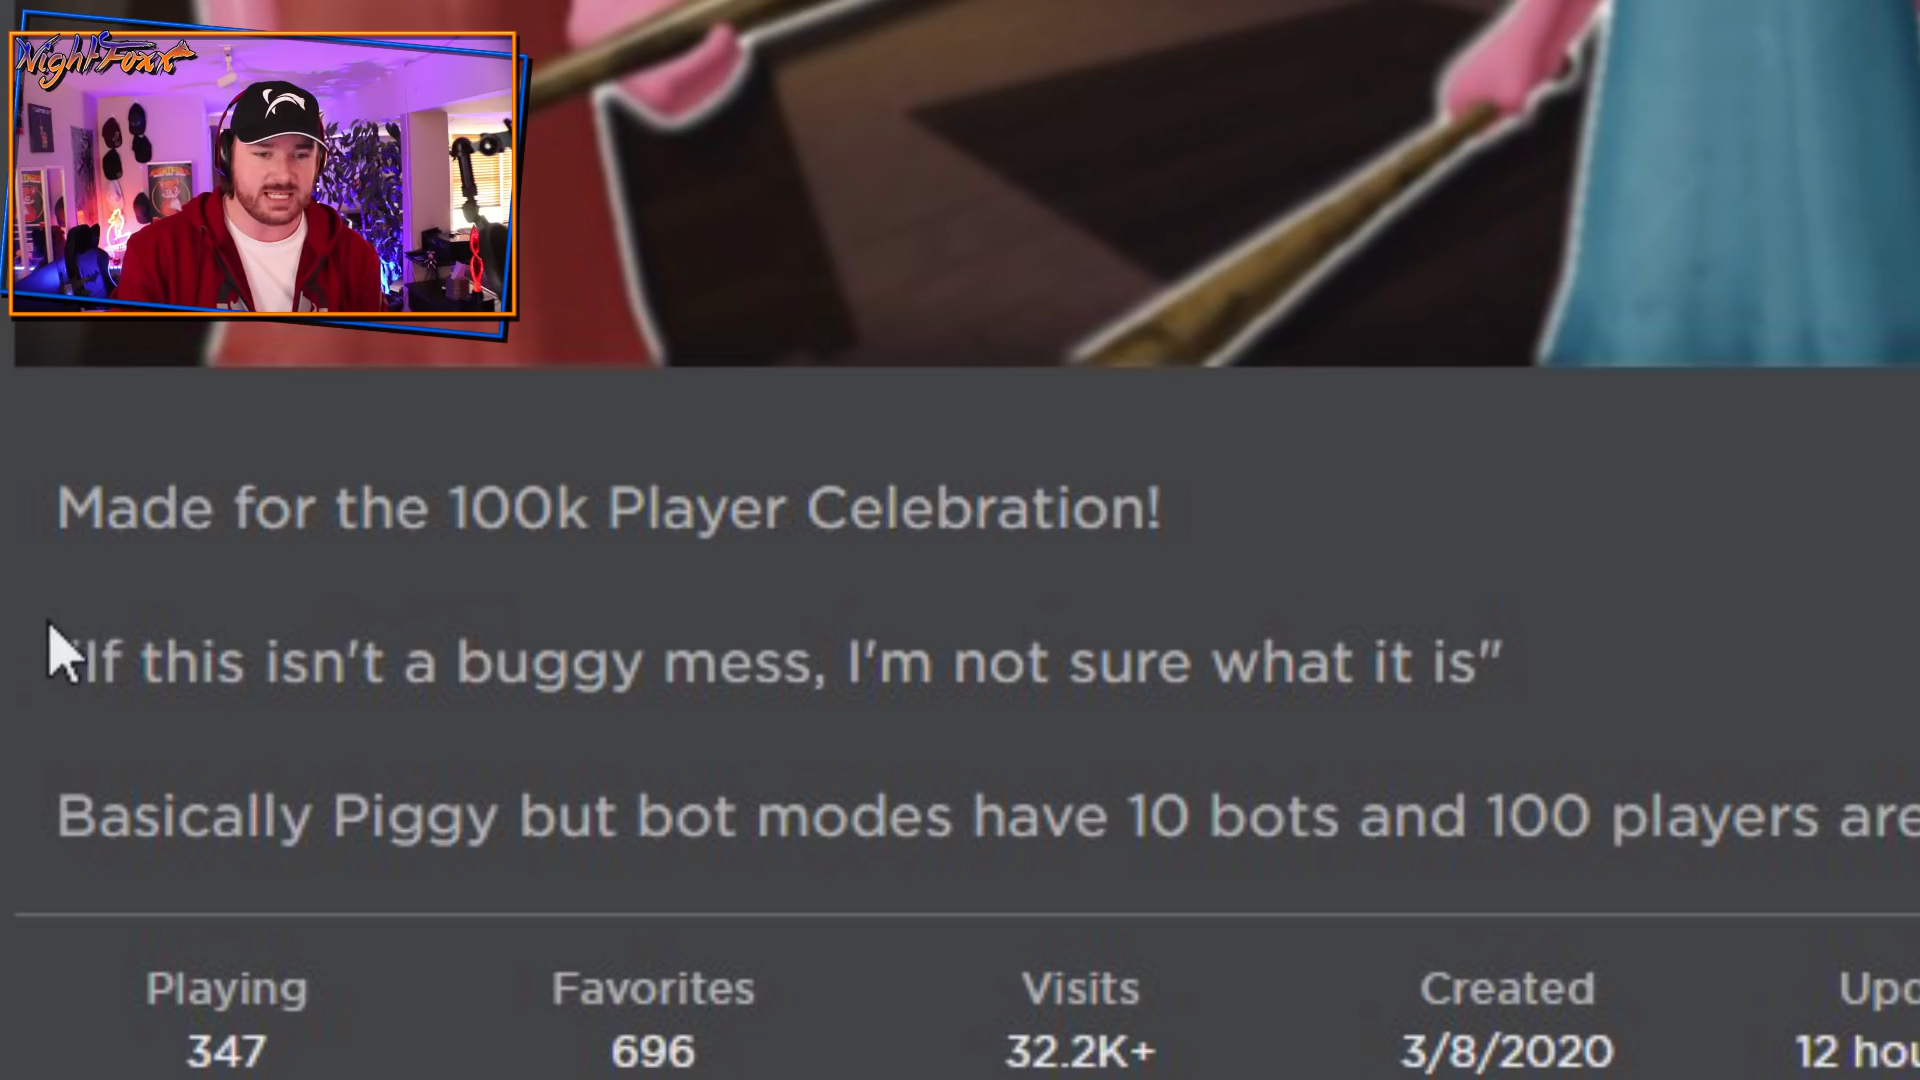 NightFoxx
Made for the 100k Player Celebration!
"If this isn't a buggy mess, I'm not sure what it is"
Basically Piggy but bot modes have 10 bots and 100 players are
Playing Favorites Visits Created Upd
347 696 32.2K+ 3/8/2020 12 hou